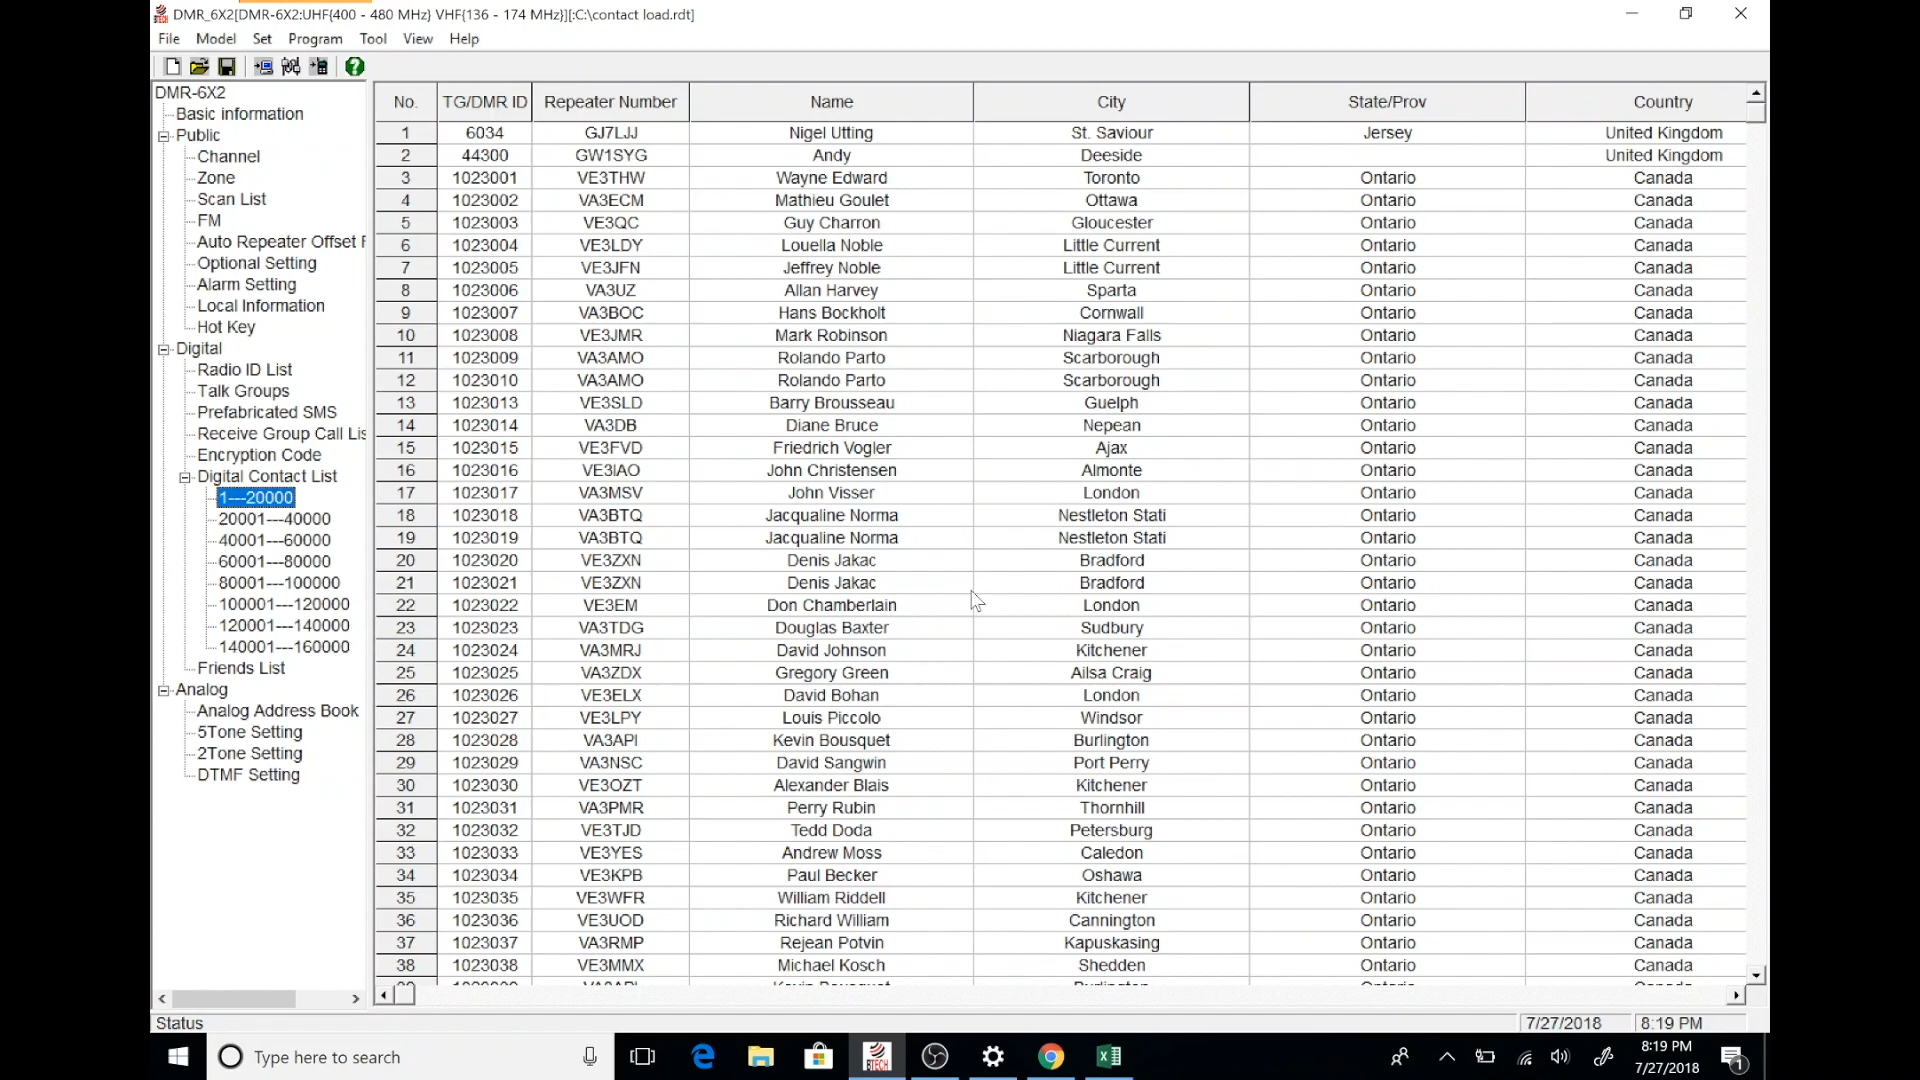 DMR_6X2[DMR-6X2:UHF{400 - 480 MHz} VHF{136 - 174 MHz}][:C:\contact load.rdt]
File Model Set Program Tool View Help
DMR-6X2
Basic information
Public
Channel
Zone
Scan List
FM
Auto Repeater Offset F
Optional Setting
Alarm Setting
Local Information
Hot Key
Digital
Radio ID List
Talk Groups
Prefabricated SMS
Receive Group Call Lis
Encryption Code
Digital Contact List
1---20000
20001---40000
40001---60000
60001---80000
80001---100000
100001---120000
120001---140000
140001---160000
Friends List
Analog
Analog Address Book
5Tone Setting
2Tone Setting
DTMF Setting
No. TG/DMR ID Repeater Number Name City State/Prov Country
1 6034 GJ7LJJ Nigel Utting St. Saviour Jersey United Kingdom
2 44300 GW1SYG Andy Deeside United Kingdom
3 1023001 VE3THW Wayne Edward Toronto Ontario Canada
4 1023002 VA3ECM Mathieu Goulet Ottawa Ontario Canada
5 1023003 VE3QC Guy Charron Gloucester Ontario Canada
6 1023004 VE3LDY Louella Noble Little Current Ontario Canada
7 1023005 VE3JFN Jeffrey Noble Little Current Ontario Canada
8 1023006 VA3UZ Allan Harvey Sparta Ontario Canada
9 1023007 VA3BOC Hans Bockholt Cornwall Ontario Canada
10 1023008 VE3JMR Mark Robinson Niagara Falls Ontario Canada
11 1023009 VA3AMO Rolando Parto Scarborough Ontario Canada
12 1023010 VA3AMO Rolando Parto Scarborough Ontario Canada
13 1023013 VE3SLD Barry Brousseau Guelph Ontario Canada
14 1023014 VA3DB Diane Bruce Nepean Ontario Canada
15 1023015 VE3FVD Friedrich Vogler Ajax Ontario Canada
16 1023016 VE3IAO John Christensen Almonte Ontario Canada
17 1023017 VA3MSV John Visser London Ontario Canada
18 1023018 VA3BTQ Jacqualine Norma Nestleton Stati Ontario Canada
19 1023019 VA3BTQ Jacqualine Norma Nestleton Stati Ontario Canada
20 1023020 VE3ZXN Denis Jakac Bradford Ontario Canada
21 1023021 VE3ZXN Denis Jakac Bradford Ontario Canada
22 1023022 VE3EM Don Chamberlain London Ontario Canada
23 1023023 VA3TDG Douglas Baxter Sudbury Ontario Canada
24 1023024 VA3MRJ David Johnson Kitchener Ontario Canada
25 1023025 VA3ZDX Gregory Green Ailsa Craig Ontario Canada
26 1023026 VE3ELX David Bohan London Ontario Canada
27 1023027 VE3LPY Louis Piccolo Windsor Ontario Canada
28 1023028 VA3API Kevin Bousquet Burlington Ontario Canada
29 1023029 VA3NSC David Sangwin Port Perry Ontario Canada
30 1023030 VE3OZT Alexander Blais Kitchener Ontario Canada
31 1023031 VA3PMR Perry Rubin Thornhill Ontario Canada
32 1023032 VE3TJD Tedd Doda Petersburg Ontario Canada
33 1023033 VE3YES Andrew Moss Caledon Ontario Canada
34 1023034 VE3KPB Paul Becker Oshawa Ontario Canada
35 1023035 VE3WFR William Riddell Kitchener Ontario Canada
36 1023036 VE3UOD Richard William Cannington Ontario Canada
37 1023037 VA3RMP Rejean Potvin Kapuskasing Ontario Canada
38 1023038 VE3MMX Michael Kosch Shedden Ontario Canada
Status 7/27/2018 8:19 PM
Type here to search
BTECH
8:19 PM
7/27/2018
1